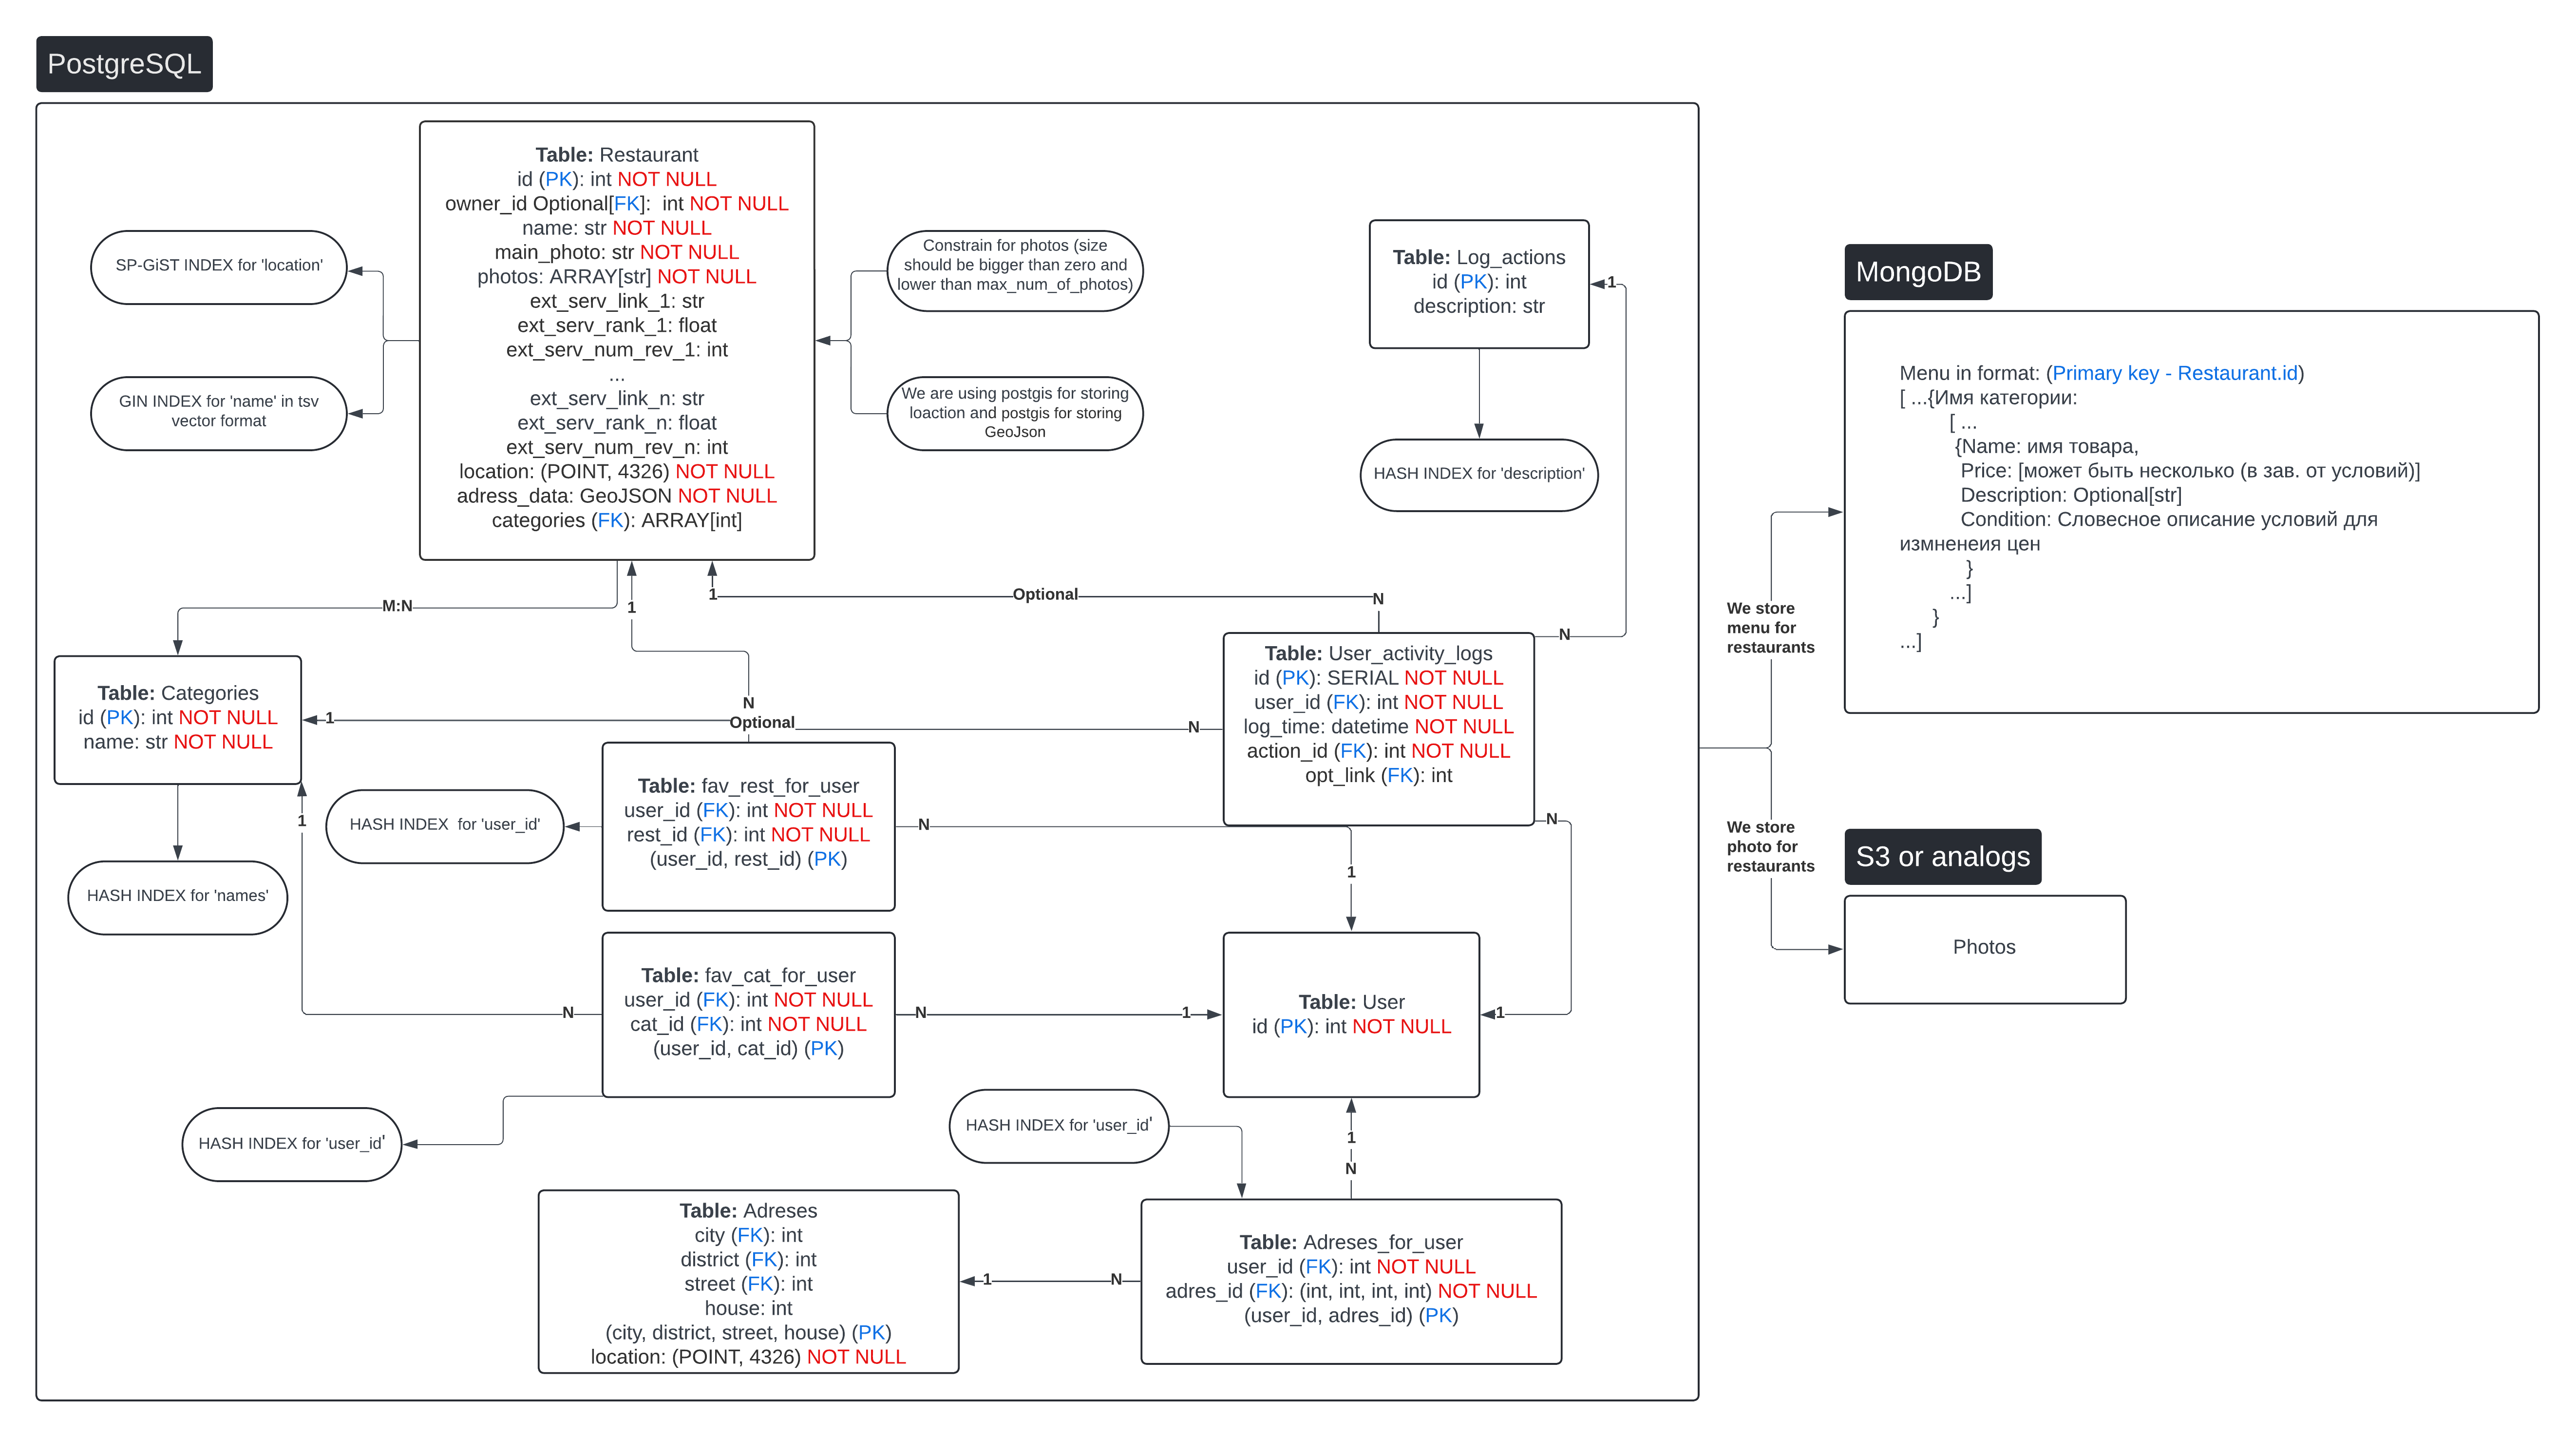 PostgreSQL
Table: Restaurant
id (PK): int NOT NULL
owner_id Optional[FK]:  int NOT NULL
name: str NOT NULL
main_photo: str NOT NULL
photos: ARRAY[str] NOT NULL
ext_serv_link_1: str
ext_serv_rank_1: float
ext_serv_num_rev_1: int
...
ext_serv_link_n: str
ext_serv_rank_n: float
ext_serv_num_rev_n: int
location: (POINT, 4326) NOT NULL
adress_data: GeoJSON NOT NULL
categories (FK): ARRAY[int]
SP-GiST INDEX for 'location'
GIN INDEX for 'name' in tsv
vector format
Constrain for photos (size
should be bigger than zero and
lower than max_num_of_photos)
We are using postgis for storing
loaction and postgis for storing
GeoJson
Table: Log_actions
id (PK): int
description: str
1
HASH INDEX for 'description'
M:N
1
1
Optional
N
N
Table: Categories
id (PK): int NOT NULL
name: str NOT NULL
1
N
Optional
N
Table: User_activity_logs
id (PK): SERIAL NOT NULL
user_id (FK): int NOT NULL
log_time: datetime NOT NULL
action_id (FK): int NOT NULL
opt_link (FK): int
1
HASH INDEX  for 'user_id'
Table: fav_rest_for_user
user_id (FK): int NOT NULL
rest_id (FK): int NOT NULL
(user_id, rest_id) (PK)
N
N
1
HASH INDEX for 'names'
N
Table: fav_cat_for_user
user_id (FK): int NOT NULL
cat_id (FK): int NOT NULL
(user_id, cat_id) (PK)
N
1
Table: User
id (PK): int NOT NULL
1
HASH INDEX for 'user_id'
HASH INDEX for 'user_id'
1
N
Table: Adreses
city (FK): int
district (FK): int
street (FK): int
house: int
(city, district, street, house) (PK)
location: (POINT, 4326) NOT NULL
1
N
Table: Adreses_for_user
user_id (FK): int NOT NULL
adres_id (FK): (int, int, int, int) NOT NULL
(user_id, adres_id) (PK)
We store
menu for
restaurants
We store
photo for
restaurants
MongoDB
Menu in format: (Primary key - Restaurant.id)
[ ...{Имя категории:
[ ...
{Name: имя товара,
Price: [может быть несколько (в зав. от условий)]
Description: Optional[str]
Condition: Словесное описание условий для
измненеия цен
}
...]
}
...]
S3 or analogs
Photos